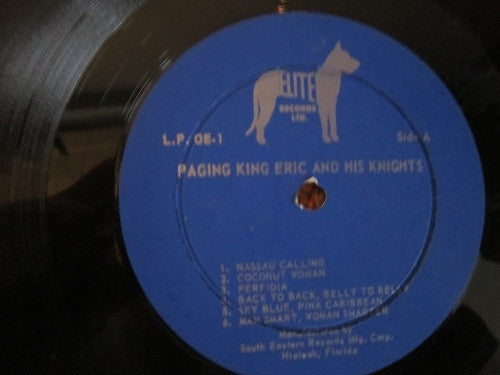 ELITE
RECORDS
LTD.
L.P. OE-1
Side A
PAGING KING ERIC AND HIS KNIGHTS
1. NASSAU CALLING
2. COCONUT WOMAN
3. PERFIDIA
4. BACK TO BACK, BELLY TO BELLY
5. SKY BLUE, PINK CARIBBEAN
6. MAN SMART, WOMAN SMARTER
Manufactured by
South Eastern Records Mfg. Corp.
Hialeah, Florida